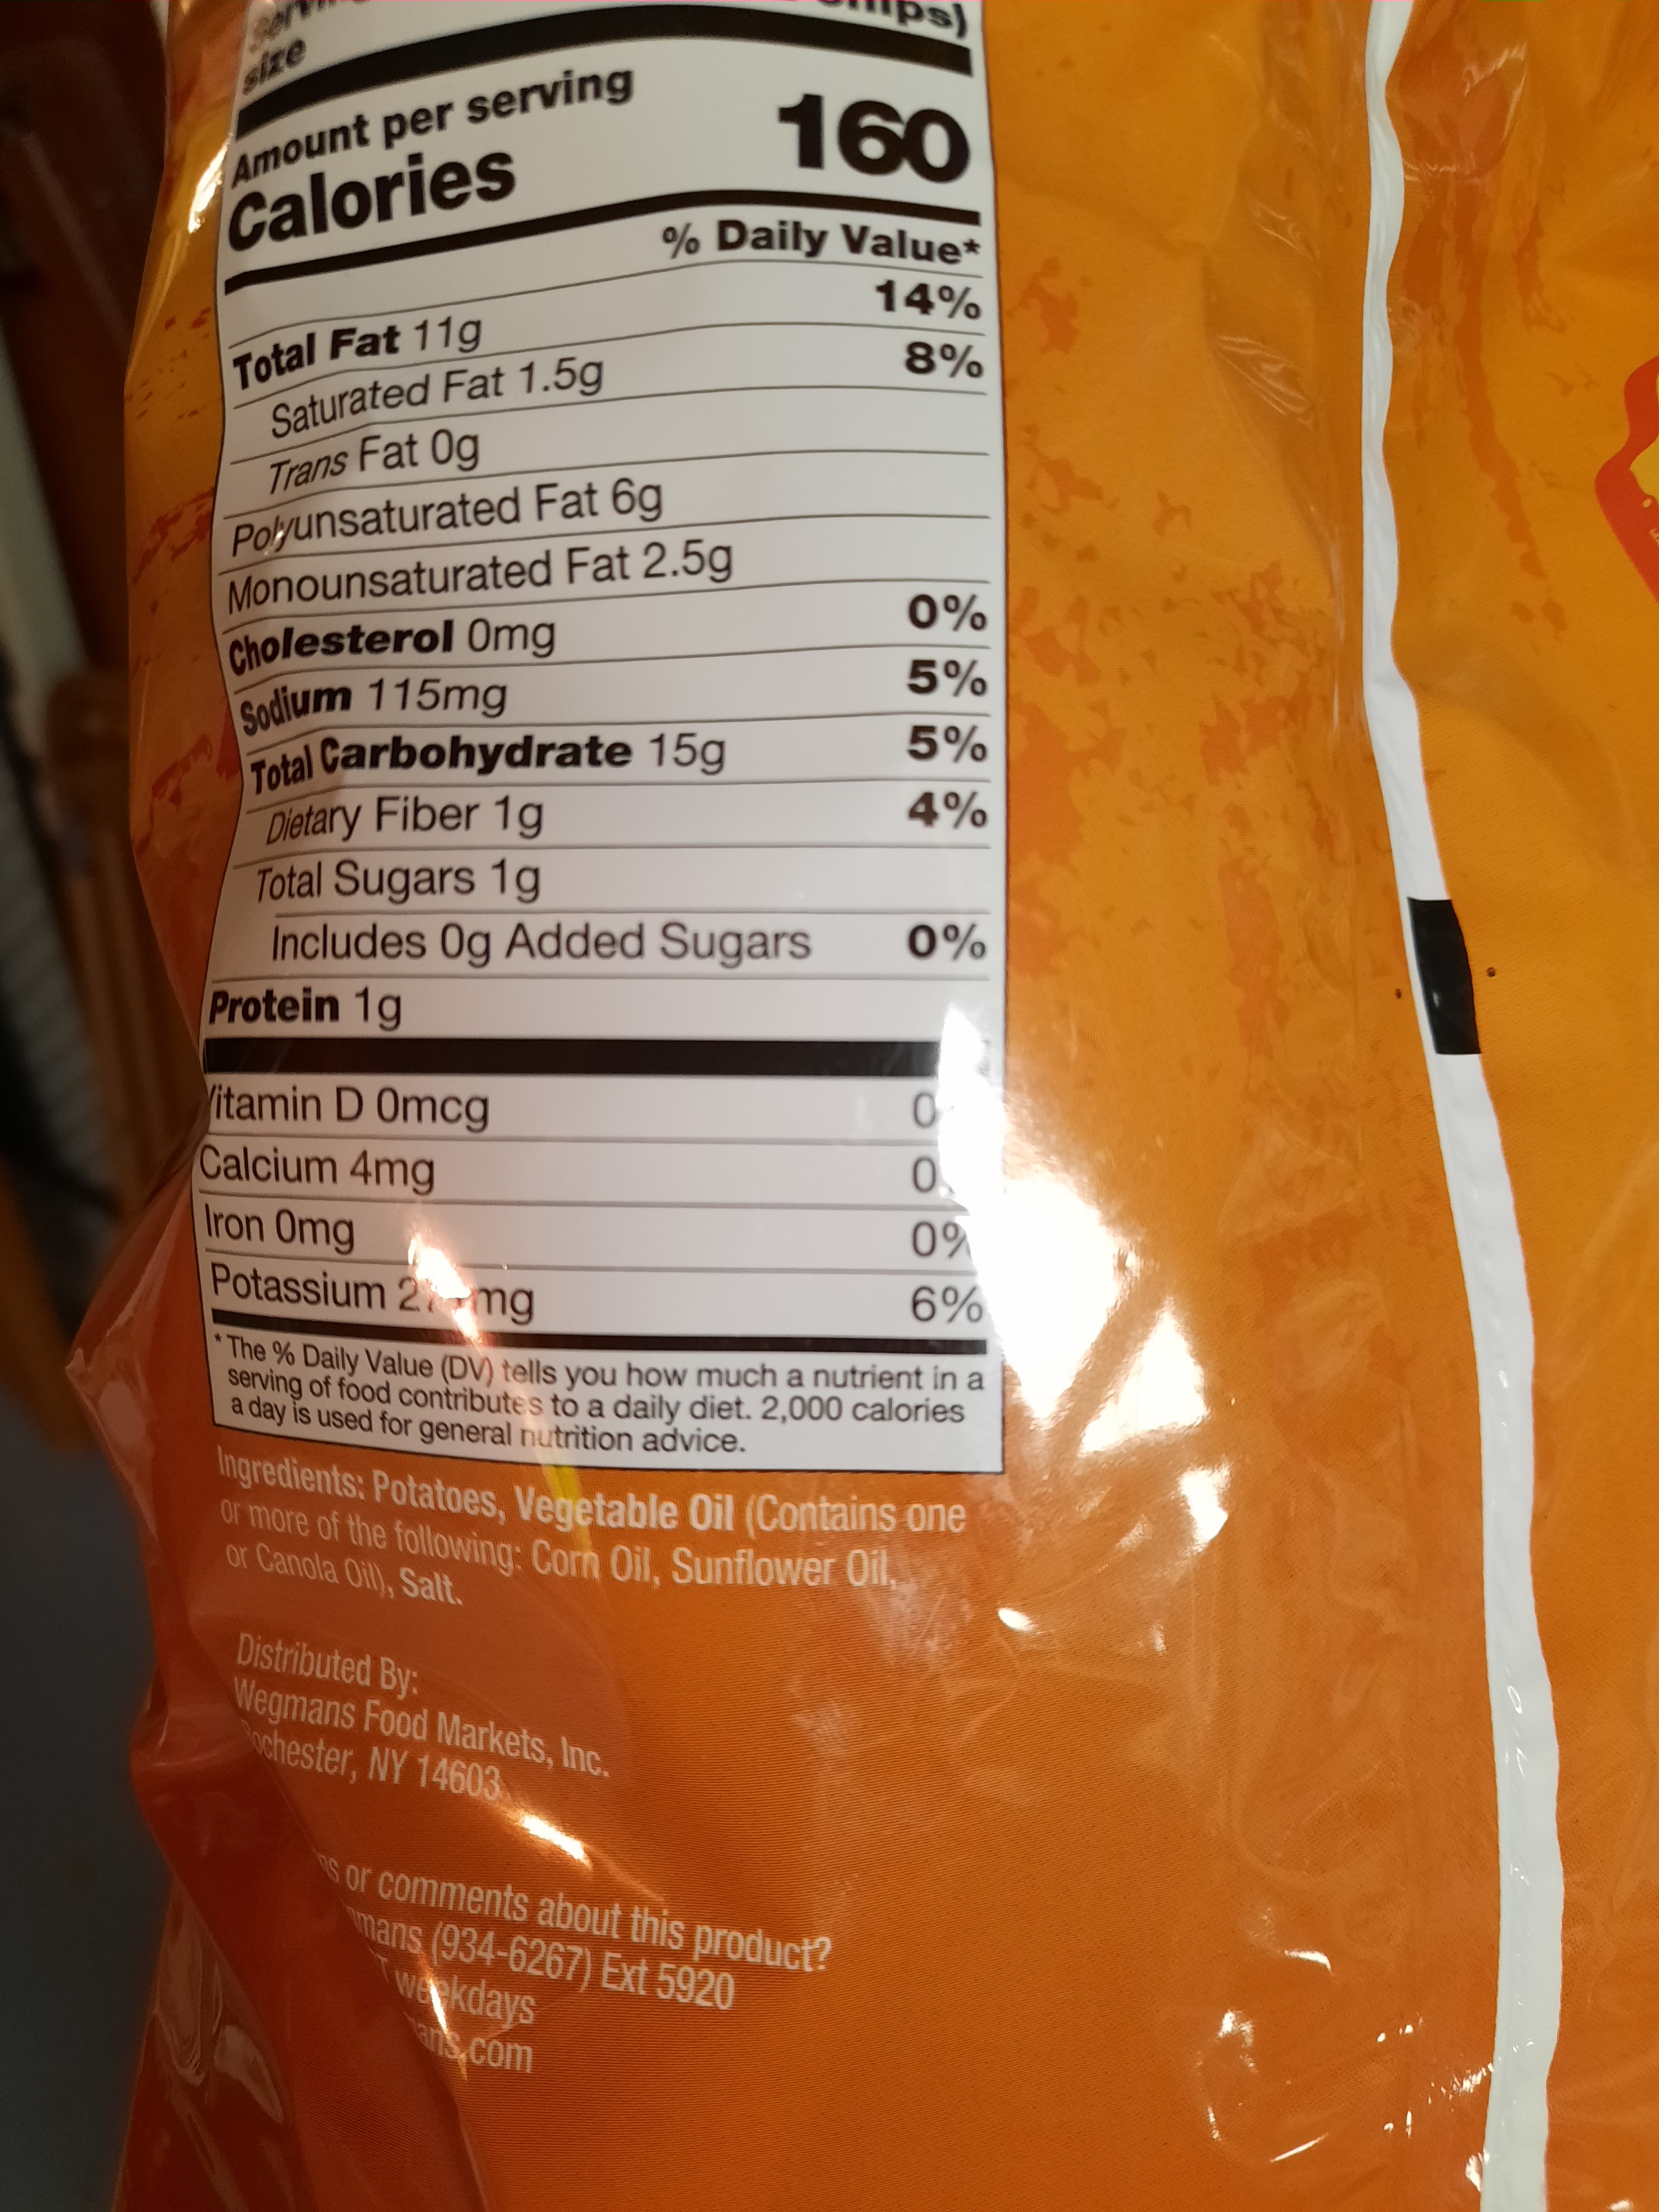 size
Amount per serving
Calories 160
% Daily Value*
Total Fat 11g 14%
Saturated Fat 1.5g 8%
Trans Fat 0g
Polyunsaturated Fat 6g
Monounsaturated Fat 2.5g
Cholesterol 0mg 0%
Sodium 115mg 5%
Total Carbohydrate 15g 5%
Dietary Fiber 1g 4%
Total Sugars 1g
Includes 0g Added Sugars 0%
Protein 1g
itamin D 0mcg 0
Calcium 4mg 0
Iron 0mg 0%
Potassium mg 6%
* The % Daily Value (DV) tells you how much a nutrient in a
serving of food contributes to a daily diet. 2,000 calories
a day is used for general nutrition advice.
Ingredients: Potatoes, Vegetable Oil (Contains one
or more of the following: Corn Oil, Sunflower Oil,
or Canola Oil), Salt.
Distributed By:
Wegmans Food Markets, Inc.
ochester, NY 14603
or comments about this product?
mans (934-6267) Ext 5920
weekdays
ans.com